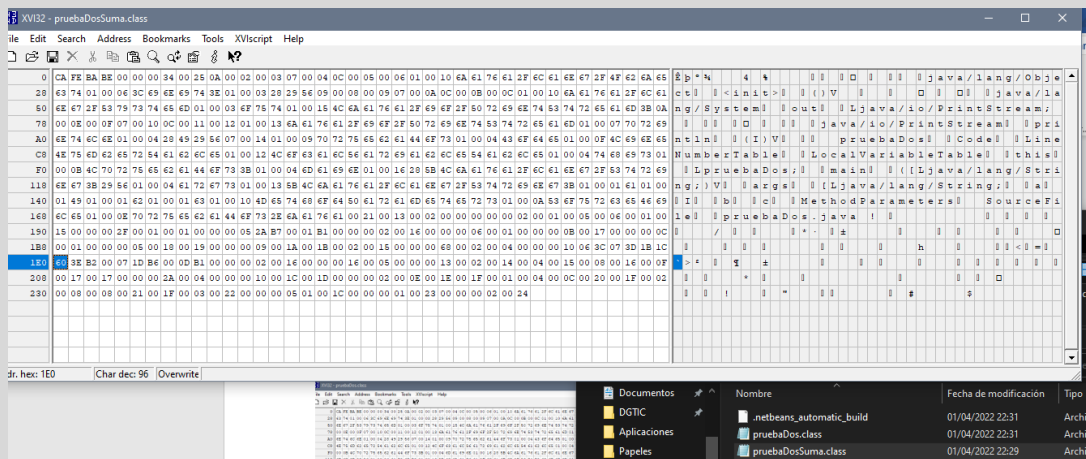 XVI32 - pruebaDosSuma.class
File Edit Search Address Bookmarks Tools XVIscript Help
0 CA FE BA BE 00 00 00 34 00 25 0A 00 02 00 03 07 00 04 0C 00 05 00 06 01 00 10 6A 61 76 61 2F 6C 61 6E 67 2F 4F 62 6A 65 java/lang/Obje
28 63 74 01 00 06 3C 69 6E 69 74 3E 01 00 03 28 29 56 09 00 08 00 09 07 00 0A 0C 00 0B 00 0C 01 00 10 6A 61 76 61 2F 6C 61 ct <init> ()V java/la
50 6E 67 2F 53 79 73 74 65 6D 01 00 03 6F 75 74 01 00 15 4C 6A 61 76 61 2F 69 6F 2F 50 72 69 6E 74 53 74 72 65 61 6D 3B 0A ng/System out Ljava/io/PrintStream;
78 00 0E 00 0F 07 00 10 0C 00 11 00 12 01 00 13 6A 61 76 61 2F 69 6F 2F 50 72 69 6E 74 53 74 72 65 61 6D 01 00 07 70 72 69 java/io/PrintStream pri
A0 6E 74 6C 6E 01 00 04 28 49 29 56 07 00 14 01 00 09 70 72 75 65 62 61 44 6F 73 01 00 04 43 6F 64 65 01 00 0F 4C 69 6E 65 ntln (I)V pruebaDos Code Line
C8 4E 75 6D 62 65 72 54 61 62 6C 65 01 00 12 4C 6F 63 61 6C 56 61 72 69 61 62 6C 65 54 61 62 6C 65 01 00 04 74 68 69 73 01 NumberTable LocalVariableTable this
F0 00 0B 4C 70 72 75 65 62 61 44 6F 73 3B 01 00 04 6D 61 69 6E 01 00 16 28 5B 4C 6A 61 76 61 2F 6C 61 6E 67 2F 53 74 72 69 LpruebaDos; main ([Ljava/lang/Stri
118 6E 67 3B 29 56 01 00 04 61 72 67 73 01 00 13 5B 4C 6A 61 76 61 2F 6C 61 6E 67 2F 53 74 72 69 6E 67 3B 01 00 01 61 01 00 ng;)V args [Ljava/lang/String; a
140 01 49 01 00 01 62 01 00 01 63 01 00 10 4D 65 74 68 6F 64 50 61 72 61 6D 65 74 65 72 73 01 00 0A 53 6F 75 72 63 65 46 69 I b c MethodParameters SourceFi
168 6C 65 01 00 0E 70 72 75 65 62 61 44 6F 73 2E 6A 61 76 61 00 21 00 13 00 02 00 00 00 00 00 02 00 01 00 05 00 06 00 01 00 le pruebaDos.java !
190 15 00 00 00 2F 00 01 00 01 00 00 00 05 2A B7 00 01 B1 00 00 00 02 00 16 00 00 00 06 00 01 00 00 00 0B 00 17 00 00 00 0C
1B8 00 01 00 00 00 05 00 18 00 19 00 00 00 09 00 1A 00 1B 00 02 00 15 00 00 00 68 00 02 00 04 00 00 00 10 06 3C 07 3D 1B 1C h < =
1E0 60 3E B2 00 07 1D B6 00 0D B1 00 00 00 02 00 16 00 00 00 16 00 05 00 00 00 13 00 02 00 14 00 04 00 15 00 08 00 16 00 0F
208 00 17 00 17 00 00 00 2A 00 04 00 00 00 10 00 1C 00 1D 00 00 00 02 00 0E 00 1E 00 1F 00 01 00 04 00 0C 00 20 00 1F 00 02
230 00 08 00 08 00 21 00 1F 00 03 00 22 00 00 00 05 01 00 1C 00 00 00 01 00 23 00 00 00 02 00 24 ! " # $
dr. hex: 1E0 Char dec: 96 Overwrite
Documentos Nombre Fecha de modificación Tipo
DGTIC .netbeans_automatic_build 01/04/2022 22:31 Archi
Aplicaciones pruebaDos.class 01/04/2022 22:31 Archi
Papeles pruebaDosSuma.class 01/04/2022 22:29 Archi